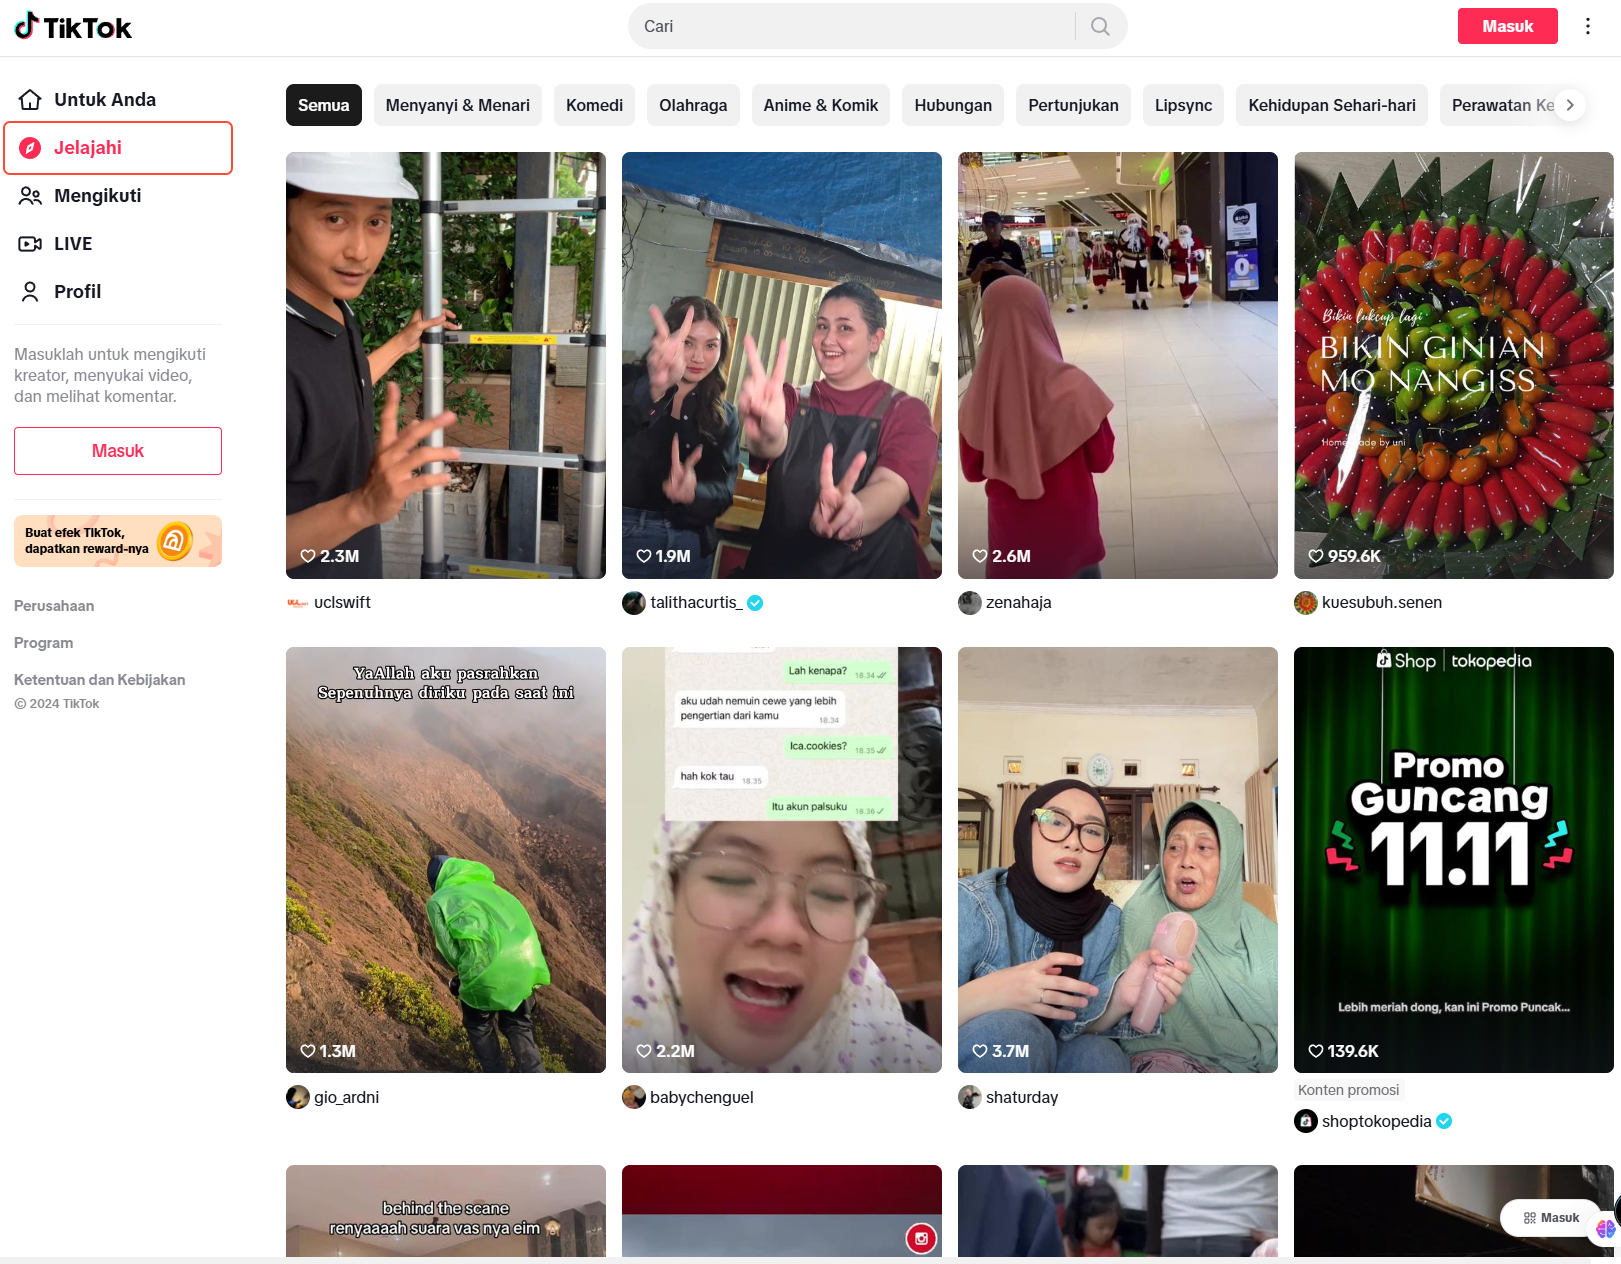 TikTok
Cari
Masuk
Untuk Anda
Jelajahi
Mengikuti
LIVE
Profil
Masuklah untuk mengikuti
kreator, menyukai video,
dan melihat komentar.
Masuk
Buat efek TikTok,
dapatkan reward-nya
Perusahaan
Program
Ketentuan dan Kebijakan
© 2024 TikTok
Semua
Menyanyi & Menari
Komedi
Olahraga
Anime & Komik
Hubungan
Pertunjukan
Lipsync
Kehidupan Sehari-hari
Perawatan Ke
2.3M
uclswift
1.9M
talithacurtis_
2.6M
zenahaja
Bikin lukcup lagi
BIKIN GINIAN
MO NANGISS
Home made by uni
959.6K
kuesubuh.senen
YaAllah aku pasrahkan
Sepenuhnya diriku pada saat ini
1.3M
gio_ardni
Lah kenapa? 18.34
aku udah nemuin cewe yang lebih
pengertian dari kamu 18.34
Ica.cookies? 18.35
hah kok tau 18.35
Itu akun palsuku 18.36
2.2M
babychenguel
3.7M
shaturday
Shop | tokopedia
Promo
Guncang
11.11
Lebih meriah dong, kan ini Promo Puncak...
139.6K
Konten promosi
shoptokopedia
behind the scane
renyaaaah suara vas nya eim
Masuk